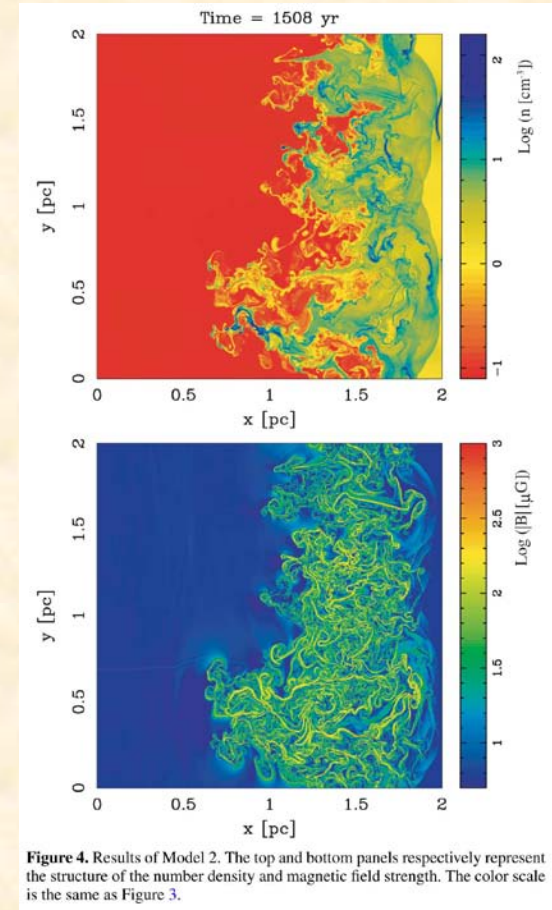 Time = 1508 yr
2
1.5
1
0.5
0
y [pc]
0 0.5 1 1.5 2
x [pc]
2
1
0
−1
Log (n [cm⁻³])
2
1.5
1
0.5
0
y [pc]
0 0.5 1 1.5 2
x [pc]
3
2.5
2
1.5
1
Log (|B| [μG])
Figure 4. Results of Model 2. The top and bottom panels respectively represent
the structure of the number density and magnetic field strength. The color scale
is the same as Figure 3.